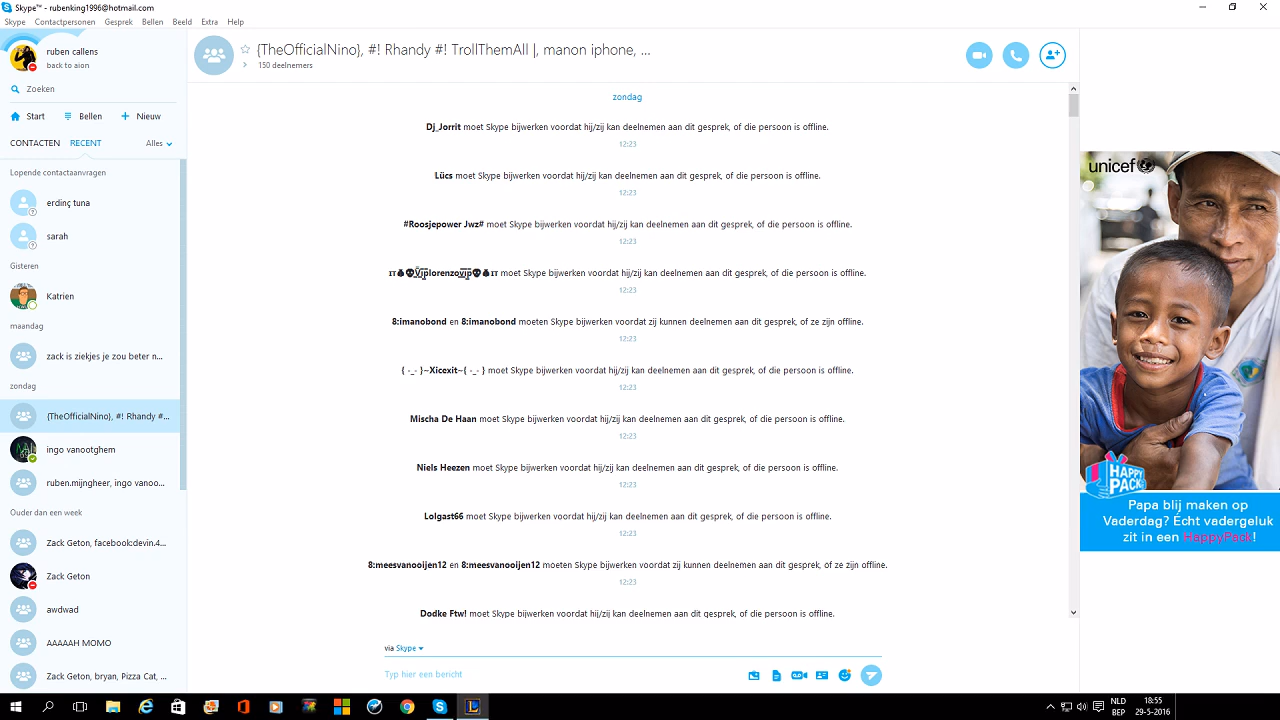 Skype™ - rubenking1996@hotmail.com
Skype Contactpersonen Gesprek Bellen Beeld Extra Help
ruben callens
back to aion
Zoeken
Start Bellen Nieuw
CONTACTEN RECENT Alles
Lopende contactaanvragen
erdinç tuna
sarah
Gisteren
Katrien
maandag
zack is ziekjes je zou beter n...
zondag
{TheOfficialNino}, #! Rhandy #...
ingo vanootghem
ruben.mijngheer, ingo vanoo...
Ouder dan een week
Zack Geton, facebook:devin.4...
Zack Geton
awdwad
AAAAAH MOMO
Zack Geton, bryan, Pizza Cat, ...
{TheOfficialNino}, #! Rhandy #! TrollThemAll |, manon iphone, ...
150 deelnemers
zondag
Dj_Jorrit moet Skype bijwerken voordat hij/zij kan deelnemen aan dit gesprek, of die persoon is offline.
12:23
Lücs moet Skype bijwerken voordat hij/zij kan deelnemen aan dit gesprek, of die persoon is offline.
12:23
#Roosjepower Jwz# moet Skype bijwerken voordat hij/zij kan deelnemen aan dit gesprek, of die persoon is offline.
12:23
moet Skype bijwerken voordat hij/zij kan deelnemen aan dit gesprek, of die persoon is offline.
12:23
8:imanobond en 8:imanobond moeten Skype bijwerken voordat zij kunnen deelnemen aan dit gesprek, of ze zijn offline.
12:23
{ -_- }~Xicexit~{ -_- } moet Skype bijwerken voordat hij/zij kan deelnemen aan dit gesprek, of die persoon is offline.
12:23
Mischa De Haan moet Skype bijwerken voordat hij/zij kan deelnemen aan dit gesprek, of die persoon is offline.
12:23
Niels Heezen moet Skype bijwerken voordat hij/zij kan deelnemen aan dit gesprek, of die persoon is offline.
12:23
Lolgast66 moet Skype bijwerken voordat hij/zij kan deelnemen aan dit gesprek, of die persoon is offline.
12:23
8:meesvanooijen12 en 8:meesvanooijen12 moeten Skype bijwerken voordat zij kunnen deelnemen aan dit gesprek, of ze zijn offline.
12:23
Dodke Ftw! moet Skype bijwerken voordat hij/zij kan deelnemen aan dit gesprek, of die persoon is offline.
via Skype
Typ hier een bericht
unicef
HAPPY
PACK
Papa blij maken op
Vaderdag? Écht vadergeluk
zit in een HappyPack!
NLD
BEP
18:55
29-5-2016